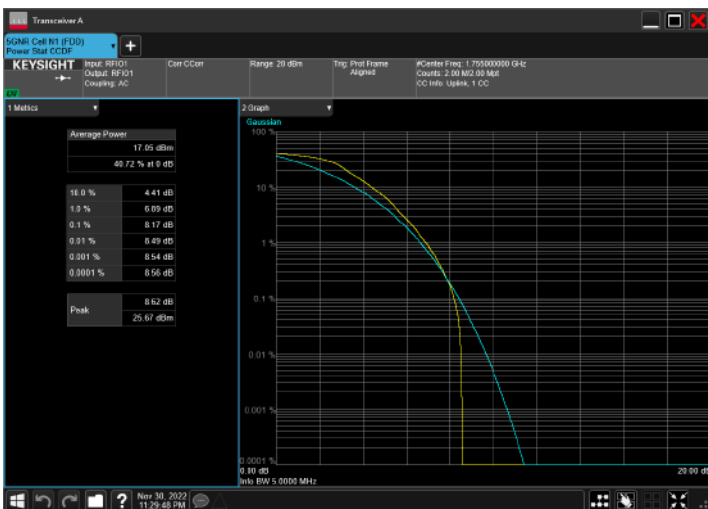 Transceiver A
5GNR Cell N1 (FDD)
Power Stat CCDF
KEYSIGHT
Input: RFIO1
Output: RFIO1
Coupling: AC
Corr CCorr
Range: 20 dBm
Trig: Prot Frame
Aligned
#Center Freq: 1.755000000 GHz
Counts: 2.00 M/2.00 Mpt
CC Info: Uplink, 1 CC
1 Metrics
Average Power
17.05 dBm
40.72 % at 0 dB
10.0 % 4.41 dB
1.0 % 6.89 dB
0.1 % 8.17 dB
0.01 % 8.49 dB
0.001 % 8.54 dB
0.0001 % 8.56 dB
Peak 8.62 dB
25.67 dBm
2 Graph
Gaussian
100 %
10 %
1 %
0.1 %
0.01 %
0.001 %
0.0001 %
0.00 dB
20.00 dB
Info BW 5.0000 MHz
?
Nov 30, 2022
11:29:48 PM